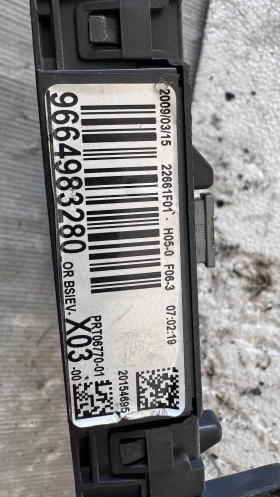 2009/03/15 22661F01 - H05-0 F06-3 07:02:19
9664983280
OR BSIEV- X03 -00
PRT06770-01
20154695